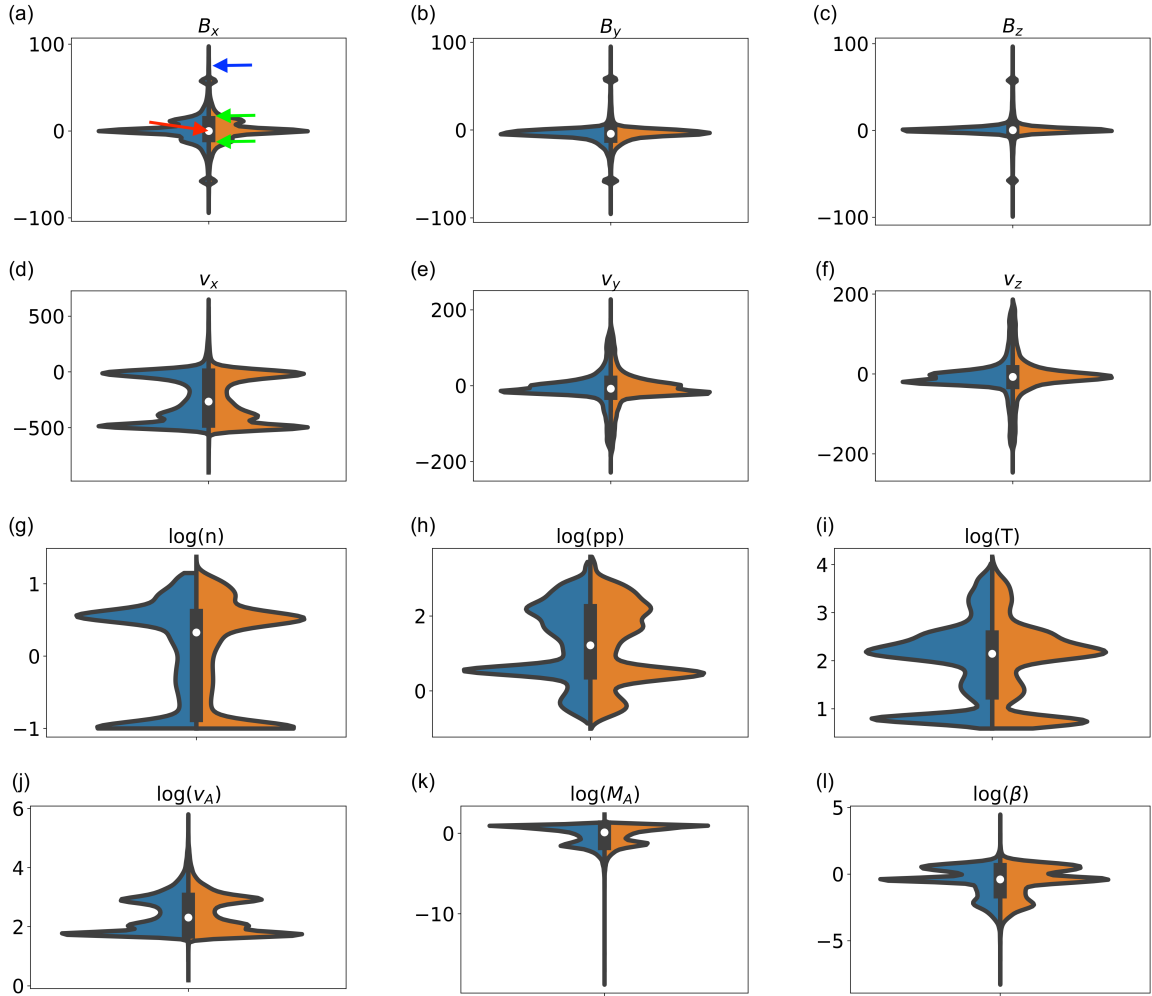 (a) (b) (c)
Bx By Bz
100 100 100
0 0 0
−100 −100 −100
(d) (e) (f)
vx vy vz
500 200 200
0 0 0
−500 −200 −200
(g) (h) (i)
log(n) log(pp) log(T)
1 2 4
0 0 3
−1 2
1
(j) (k) (l)
log(vA) log(MA) log(β)
6 0 5
4 −10 0
2 −5
0